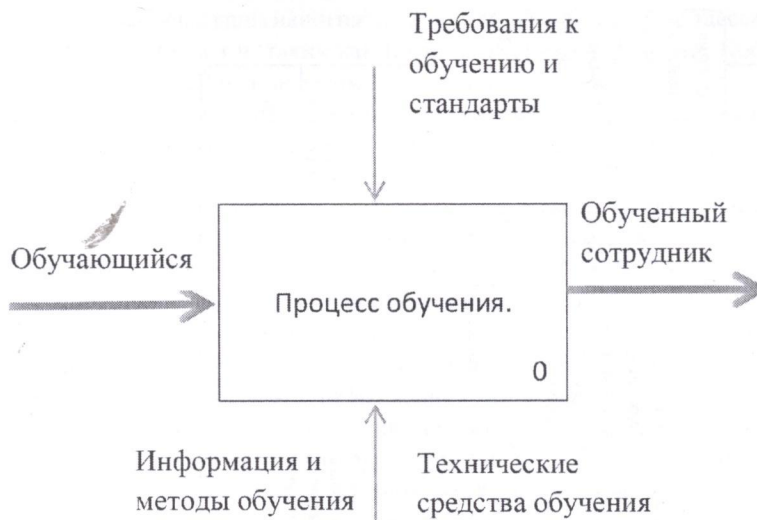 Требования к
обучению и
стандарты
Обучающийся
Процесс обучения.
0
Обученный
сотрудник
Информация и
методы обучения
Технические
средства обучения